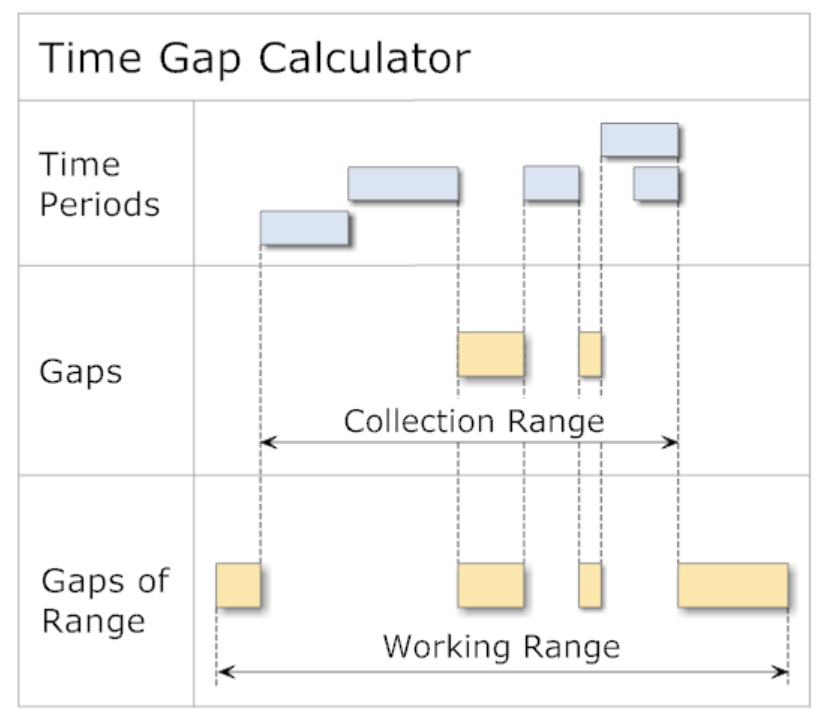 Time Gap Calculator
Time
Periods
Gaps
Collection Range
Gaps of
Range
Working Range